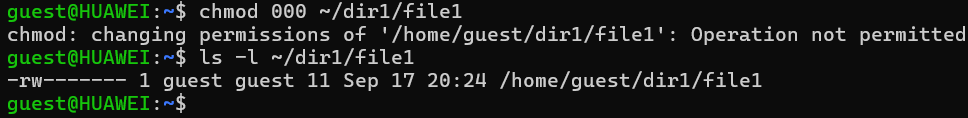 guest@HUAWEI:~$ chmod 000 ~/dir1/file1
chmod: changing permissions of '/home/guest/dir1/file1': Operation not permitted
guest@HUAWEI:~$ ls -l ~/dir1/file1
-rw------- 1 guest guest 11 Sep 17 20:24 /home/guest/dir1/file1
guest@HUAWEI:~$